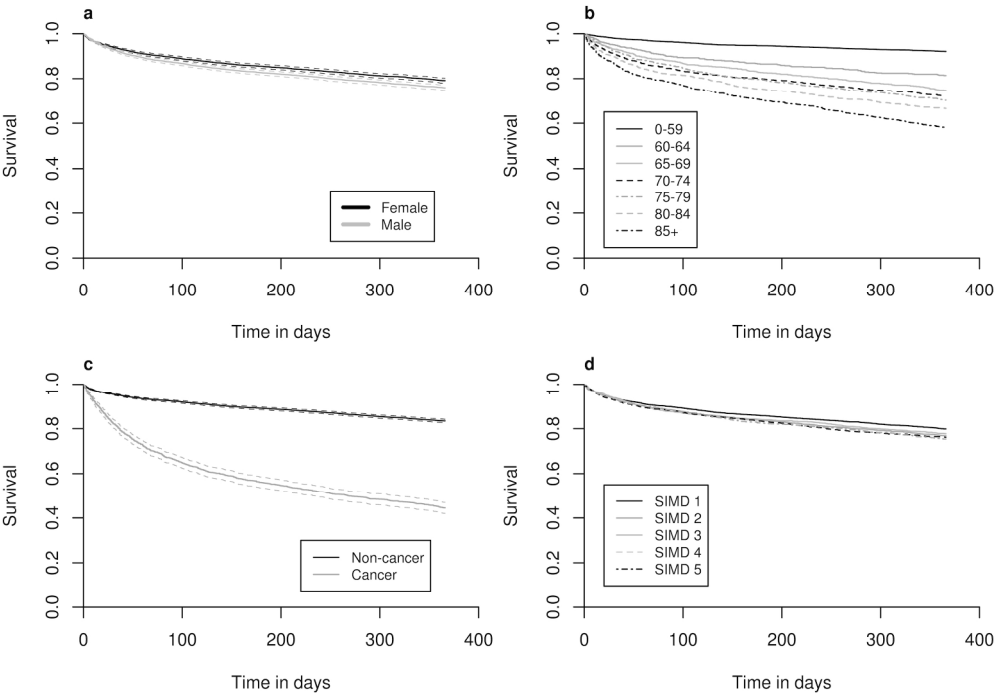 a
Survival
1.0
0.8
0.6
0.4
0.2
0.0
0 100 200 300 400
Time in days
Female
Male
b
Survival
1.0
0.8
0.6
0.4
0.2
0.0
0 100 200 300 400
Time in days
0-59
60-64
65-69
70-74
75-79
80-84
85+
c
Survival
1.0
0.8
0.6
0.4
0.2
0.0
0 100 200 300 400
Time in days
Non-cancer
Cancer
d
Survival
1.0
0.8
0.6
0.4
0.2
0.0
0 100 200 300 400
Time in days
SIMD 1
SIMD 2
SIMD 3
SIMD 4
SIMD 5